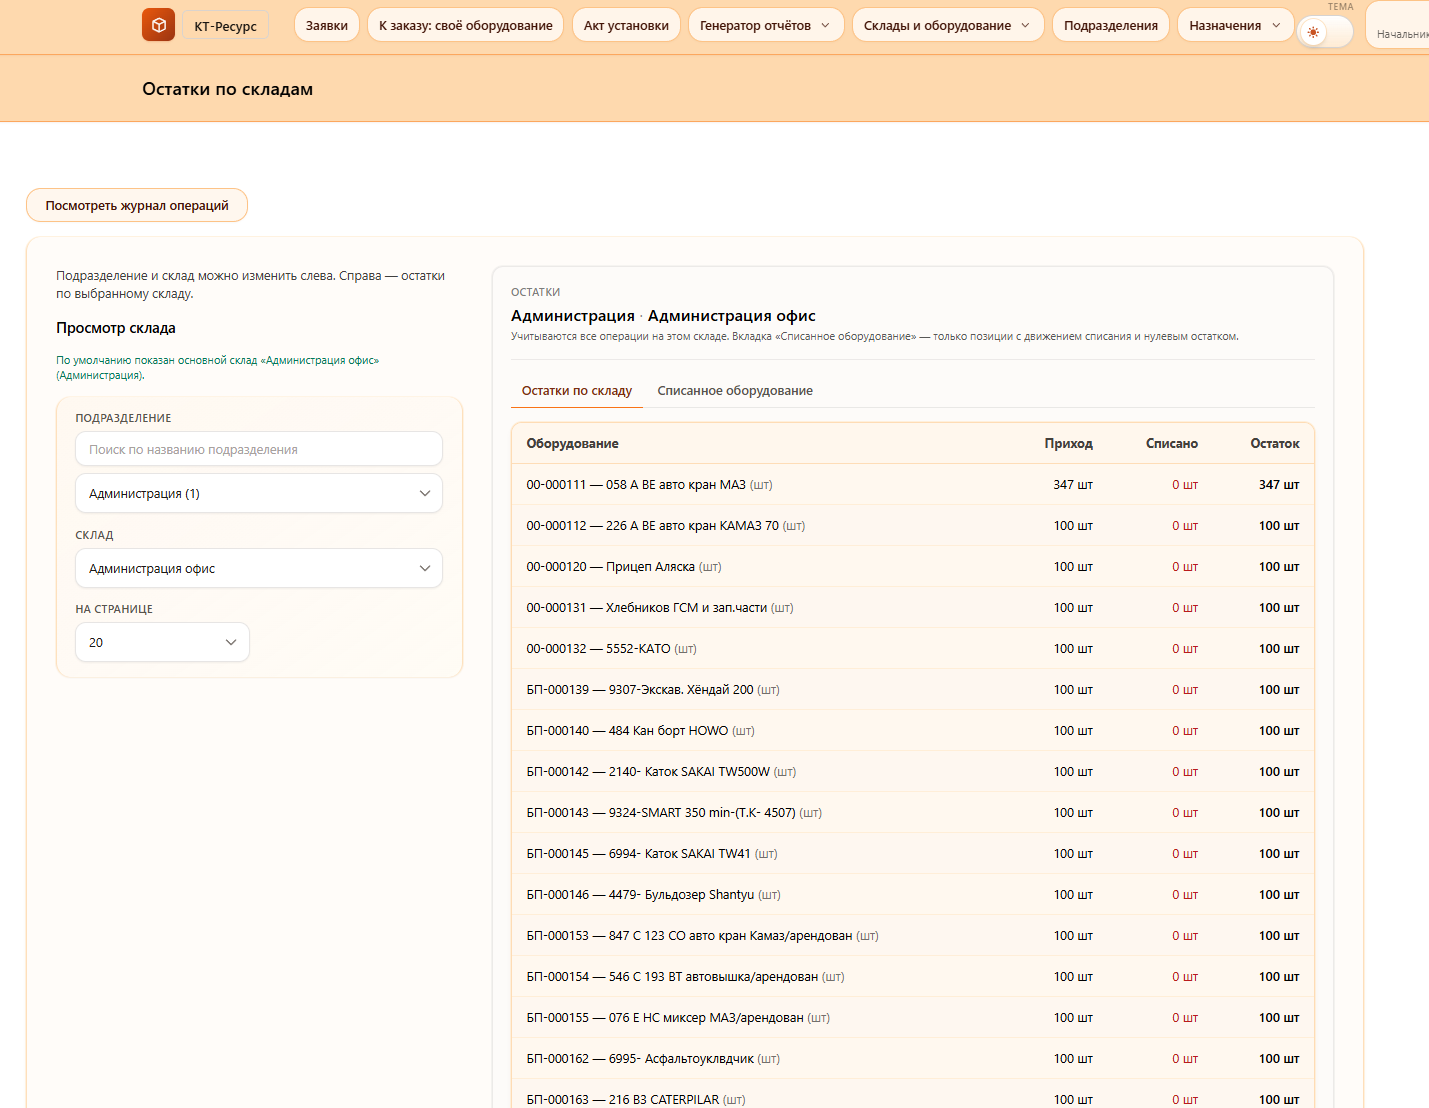 КТ-Ресурс
Заявки
К заказу: своё оборудование
Акт установки
Генератор отчётов
Склады и оборудование
Подразделения
Назначения
ТЕМА
Начальник
Остатки по складам
Посмотреть журнал операций
Подразделение и склад можно изменить слева. Справа — остатки
по выбранному складу.
Просмотр склада
По умолчанию показан основной склад «Администрация офис»
(Администрация).
ПОДРАЗДЕЛЕНИЕ
Поиск по названию подразделения
Администрация (1)
СКЛАД
Администрация офис
НА СТРАНИЦЕ
20
ОСТАТКИ
Администрация · Администрация офис
Учитываются все операции на этом складе. Вкладка «Списанное оборудование» — только позиции с движением списания и нулевым остатком.
Остатки по складу Списанное оборудование
Оборудование Приход Списано Остаток
00-000111 — 058 А ВЕ авто кран МАЗ (шт) 347 шт 0 шт 347 шт
00-000112 — 226 А ВЕ авто кран КАМАЗ 70 (шт) 100 шт 0 шт 100 шт
00-000120 — Прицеп Аляска (шт) 100 шт 0 шт 100 шт
00-000131 — Хлебников ГСМ и зап.части (шт) 100 шт 0 шт 100 шт
00-000132 — 5552-КАТО (шт) 100 шт 0 шт 100 шт
БП-000139 — 9307-Экскав. Хёндай 200 (шт) 100 шт 0 шт 100 шт
БП-000140 — 484 Кан борт HOWO (шт) 100 шт 0 шт 100 шт
БП-000142 — 2140- Каток SAKAI TW500W (шт) 100 шт 0 шт 100 шт
БП-000143 — 9324-SMART 350 min-(Т.К- 4507) (шт) 100 шт 0 шт 100 шт
БП-000145 — 6994- Каток SAKAI TW41 (шт) 100 шт 0 шт 100 шт
БП-000146 — 4479- Бульдозер Shantyu (шт) 100 шт 0 шт 100 шт
БП-000153 — 847 С 123 СО авто кран Камаз/арендован (шт) 100 шт 0 шт 100 шт
БП-000154 — 546 С 193 ВТ автовышка/арендован (шт) 100 шт 0 шт 100 шт
БП-000155 — 076 Е НС миксер МАЗ/арендован (шт) 100 шт 0 шт 100 шт
БП-000162 — 6995- Асфальтоуклвдчик (шт) 100 шт 0 шт 100 шт
БП-000163 — 216 ВЗ CATERPILAR (шт) 100 шт 0 шт 100 шт